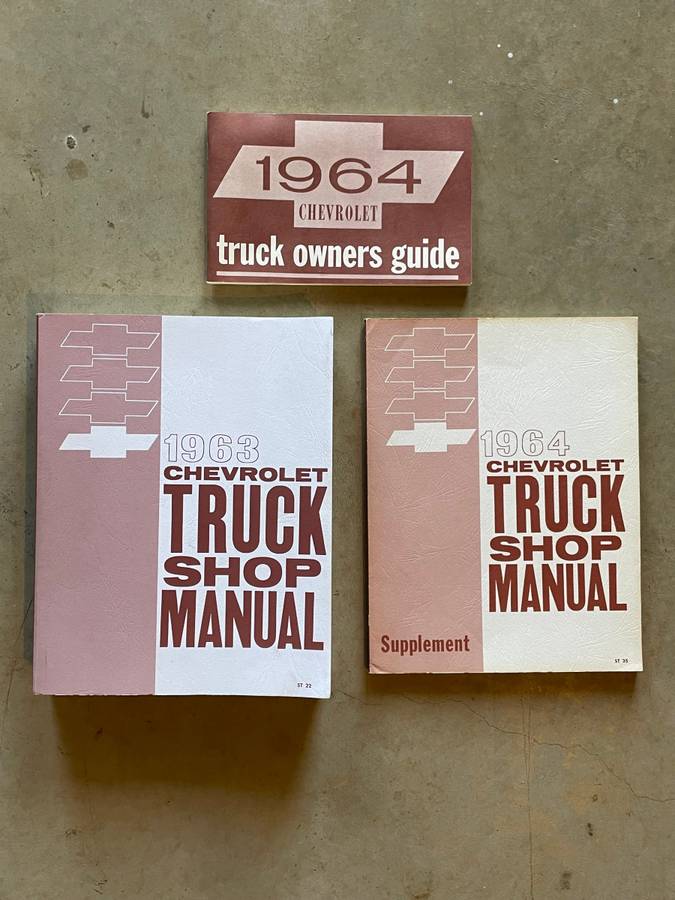 1964
CHEVROLET
truck owners guide
1963
CHEVROLET
TRUCK
SHOP
MANUAL
ST 22
1964
CHEVROLET
TRUCK
SHOP
MANUAL
Supplement
ST 35